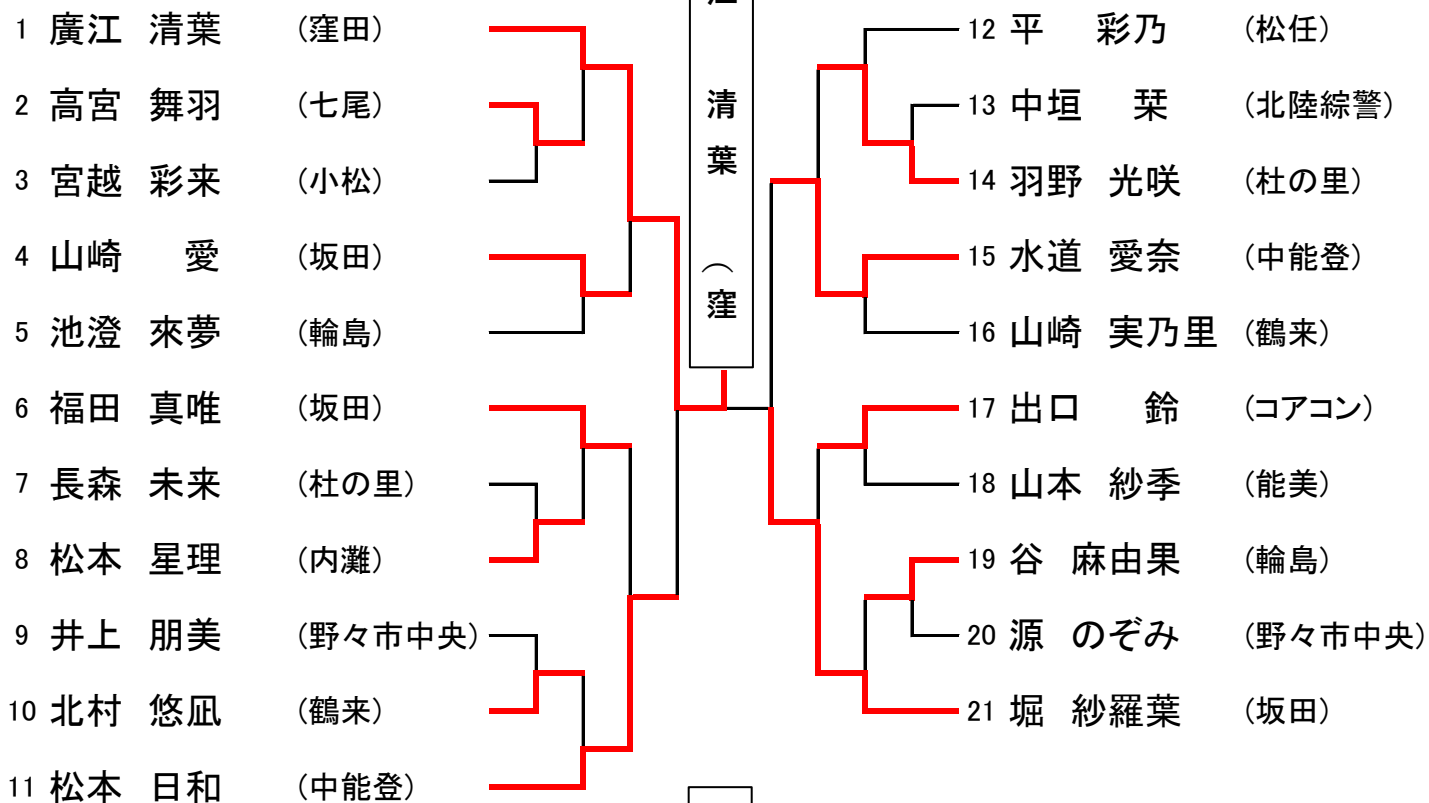 1 廣江 清葉 (窪田)
2 高宮 舞羽 (七尾)
3 宮越 彩来 (小松)
4 山崎 愛 (坂田)
5 池澄 來夢 (輪島)
6 福田 真唯 (坂田)
7 長森 未来 (杜の里)
8 松本 星理 (内灘)
9 井上 朋美 (野々市中央)
10 北村 悠凪 (鶴来)
11 松本 日和 (中能登)
清葉 (窪
12 平 彩乃 (松任)
13 中垣 栞 (北陸綜警)
14 羽野 光咲 (杜の里)
15 水道 愛奈 (中能登)
16 山崎 実乃里 (鶴来)
17 出口 鈴 (コアコン)
18 山本 紗季 (能美)
19 谷 麻由果 (輪島)
20 源 のぞみ (野々市中央)
21 堀 紗羅葉 (坂田)